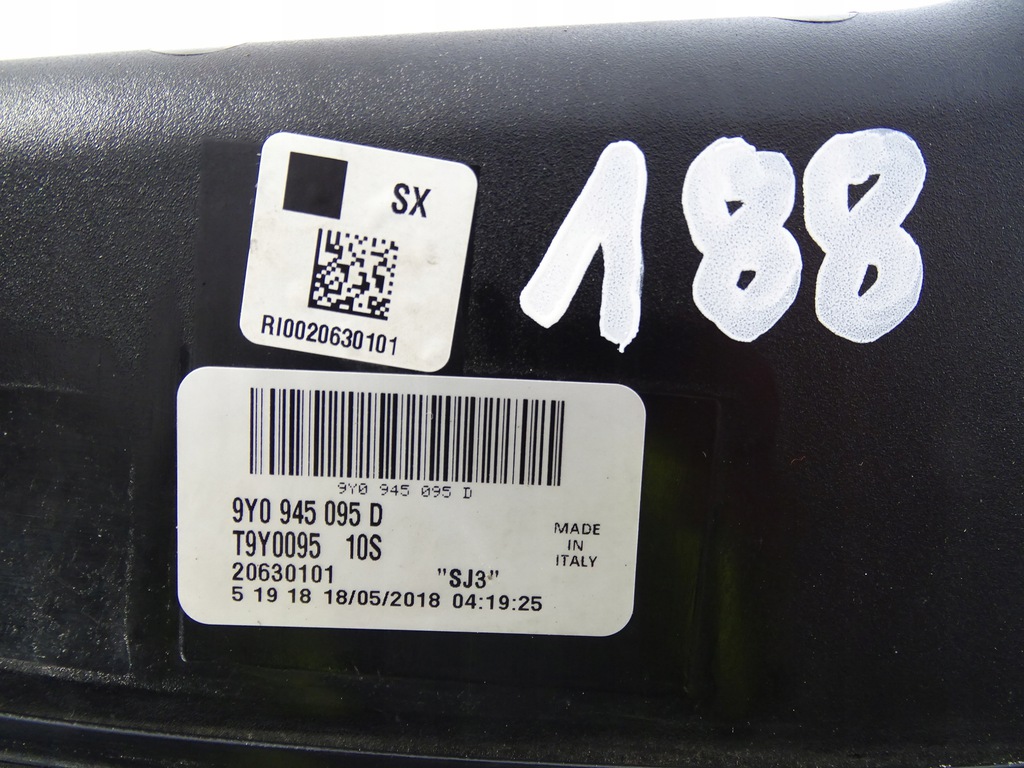 SX
RI0020630101
188
9Y0 945 095 D
9Y0 945 095 D
T9Y0095 10S
MADE
IN
ITALY
20630101 "SJ3"
5 19 18 18/05/2018 04:19:25